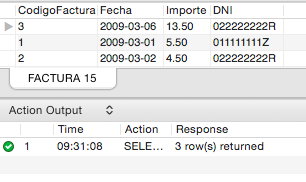 CodigoFactura Fecha Importe DNI
3 2009-03-06 13.50 022222222R
1 2009-03-01 5.50 011111111Z
2 2009-03-02 4.50 022222222R
FACTURA 15
Action Output
Time Action Response
1 09:31:08 SELE... 3 row(s) returned